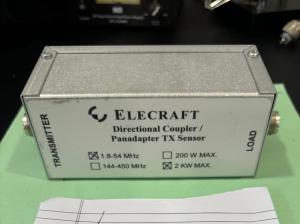 ELECRAFT
Directional Coupler /
Panadapter TX Sensor
TRANSMITTER
LOAD
1.8-54 MHz
200 W MAX.
144-450 MHz
2 KW MAX.